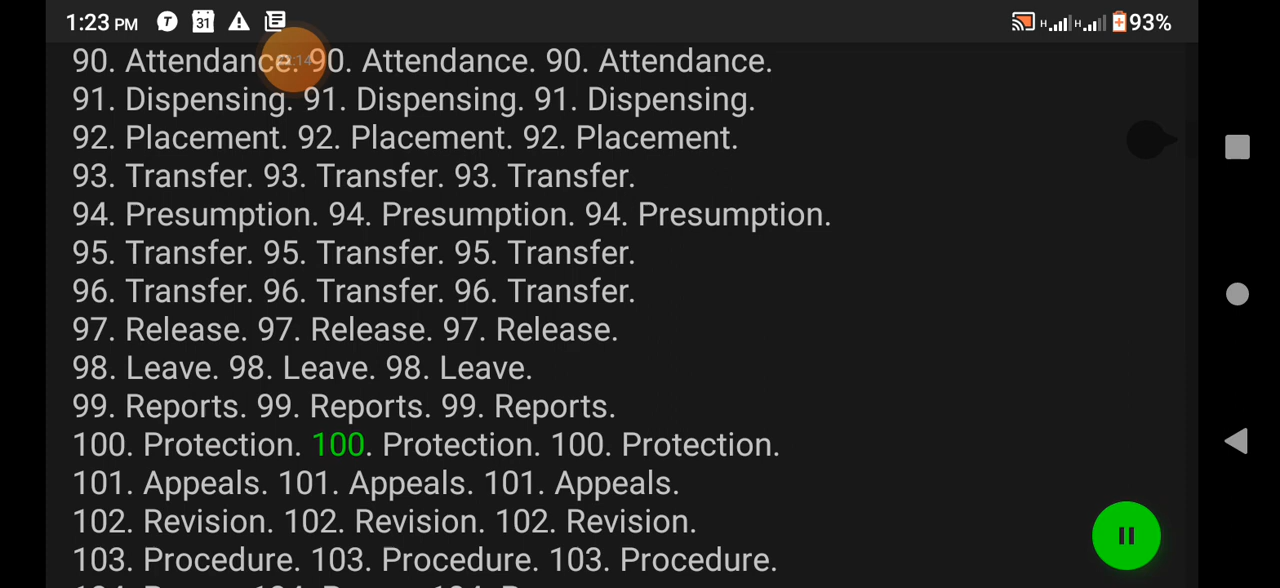 1:23 PM T 31 H H 93%
90. Attendance. 90. Attendance. 90. Attendance.
91. Dispensing. 91. Dispensing. 91. Dispensing.
92. Placement. 92. Placement. 92. Placement.
93. Transfer. 93. Transfer. 93. Transfer.
94. Presumption. 94. Presumption. 94. Presumption.
95. Transfer. 95. Transfer. 95. Transfer.
96. Transfer. 96. Transfer. 96. Transfer.
97. Release. 97. Release. 97. Release.
98. Leave. 98. Leave. 98. Leave.
99. Reports. 99. Reports. 99. Reports.
100. Protection. 100. Protection. 100. Protection.
101. Appeals. 101. Appeals. 101. Appeals.
102. Revision. 102. Revision. 102. Revision.
103. Procedure. 103. Procedure. 103. Procedure.